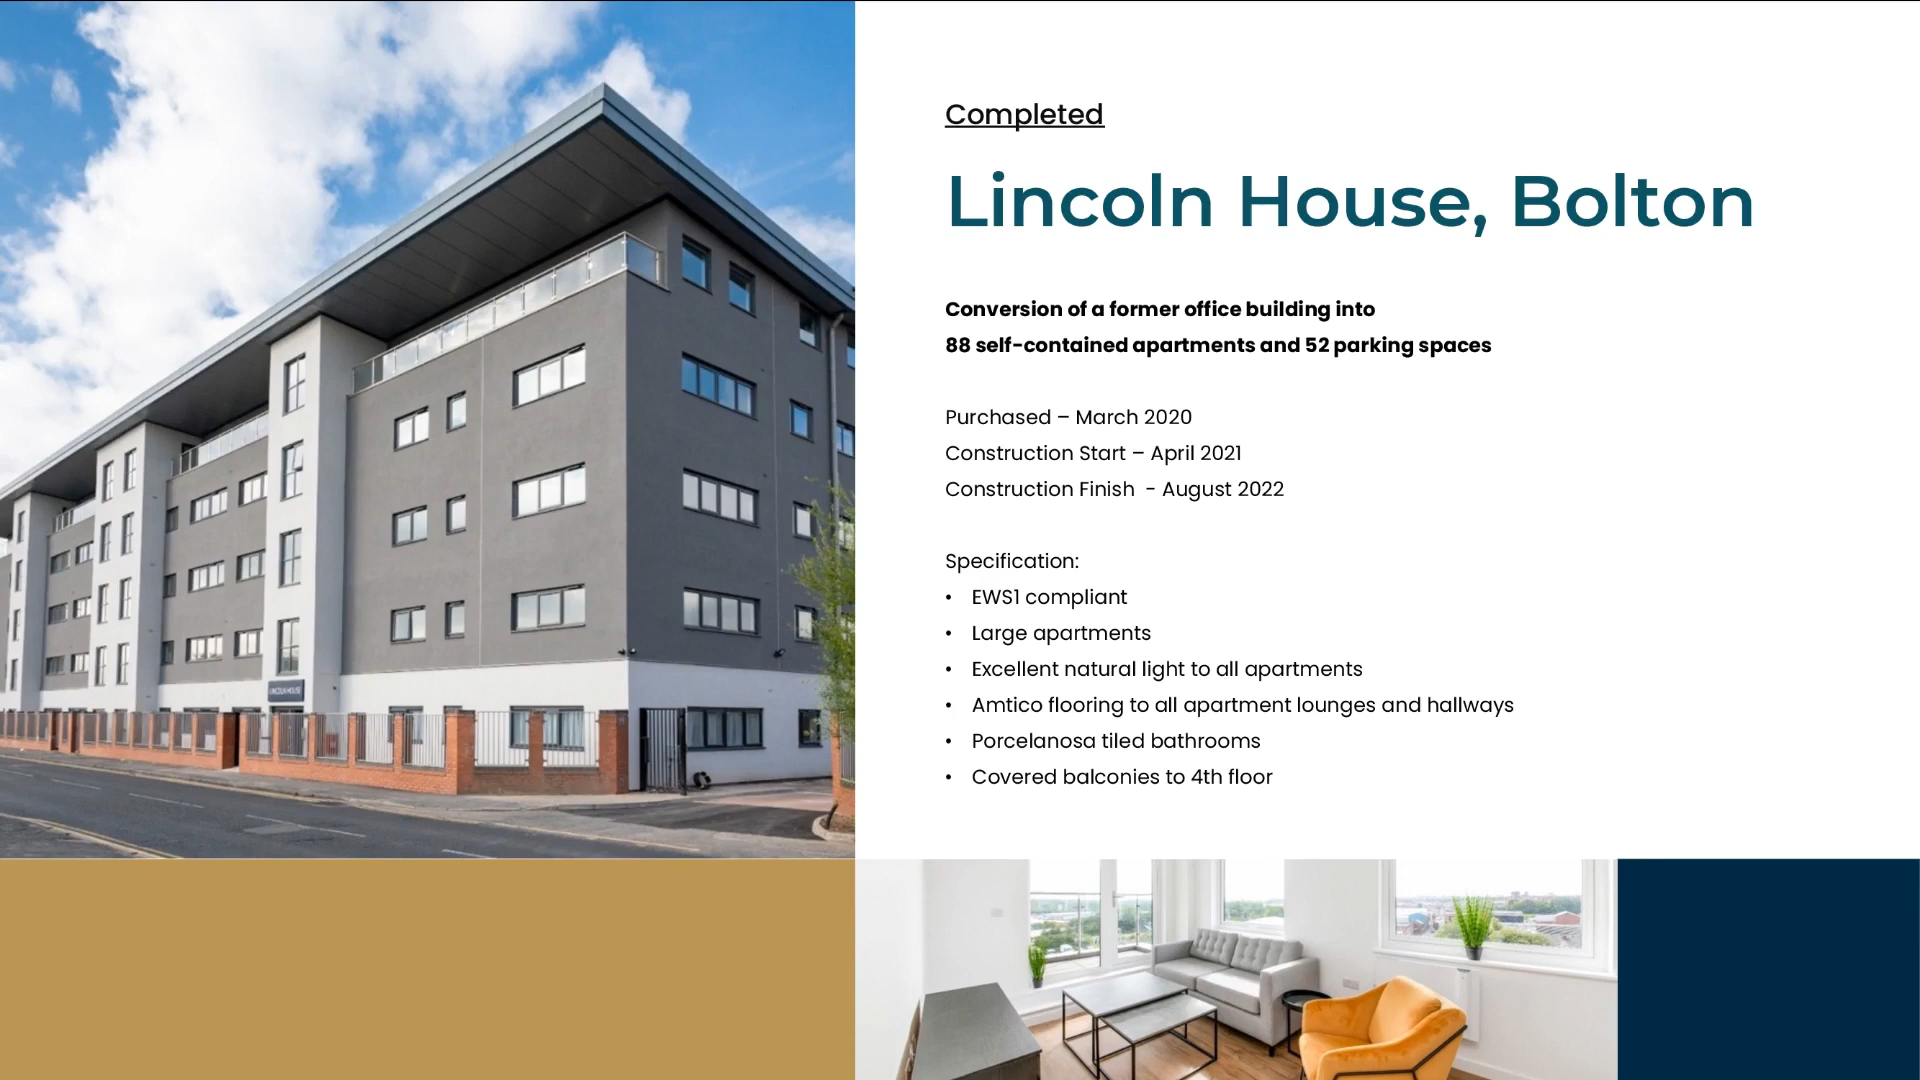 Completed
Lincoln House, Bolton
Conversion of a former office building into
88 self-contained apartments and 52 parking spaces
Purchased – March 2020
Construction Start – April 2021
Construction Finish  - August 2022
Specification:
• EWS1 compliant
• Large apartments
• Excellent natural light to all apartments
• Amtico flooring to all apartment lounges and hallways
• Porcelanosa tiled bathrooms
• Covered balconies to 4th floor
LINCOLN HOUSE